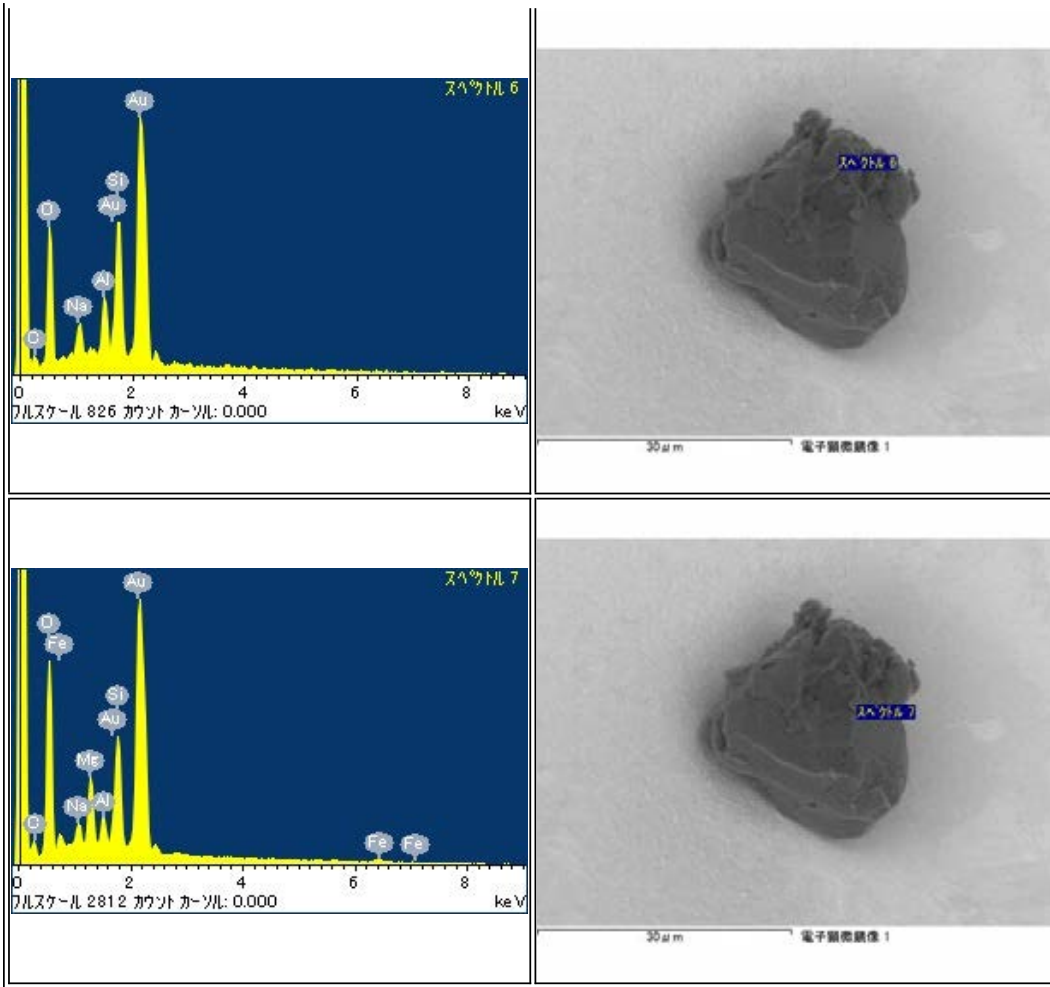 スペクトル 6
Au
Si
O
Au
Al
Na
C
0 2 4 6 8
フルスケール 826 カウント カーソル: 0.000 keV
スペクトル 6
30μm 電子顕微鏡像 1
スペクトル 7
Au
O
Fe
Si
Au
Mg
Na
Al
C
Fe
Fe
0 2 4 6 8
フルスケール 2812 カウント カーソル: 0.000 keV
スペクトル 7
30μm 電子顕微鏡像 1